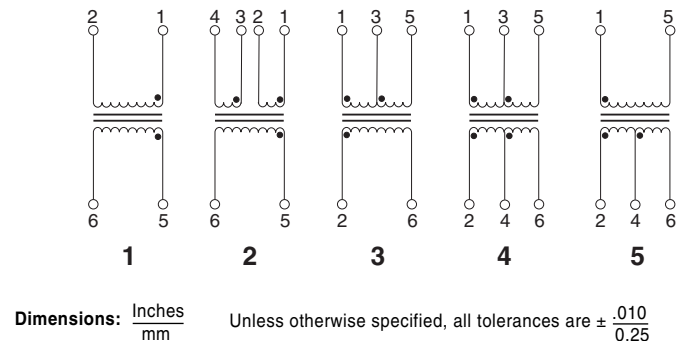 2 1 4 3 2 1 1 3 5 1 3 5 1 5
6 5 6 5 2 6 2 4 6 2 4 6
1 2 3 4 5
Dimensions: Inches/mm Unless otherwise specified, all tolerances are ± .010/0.25